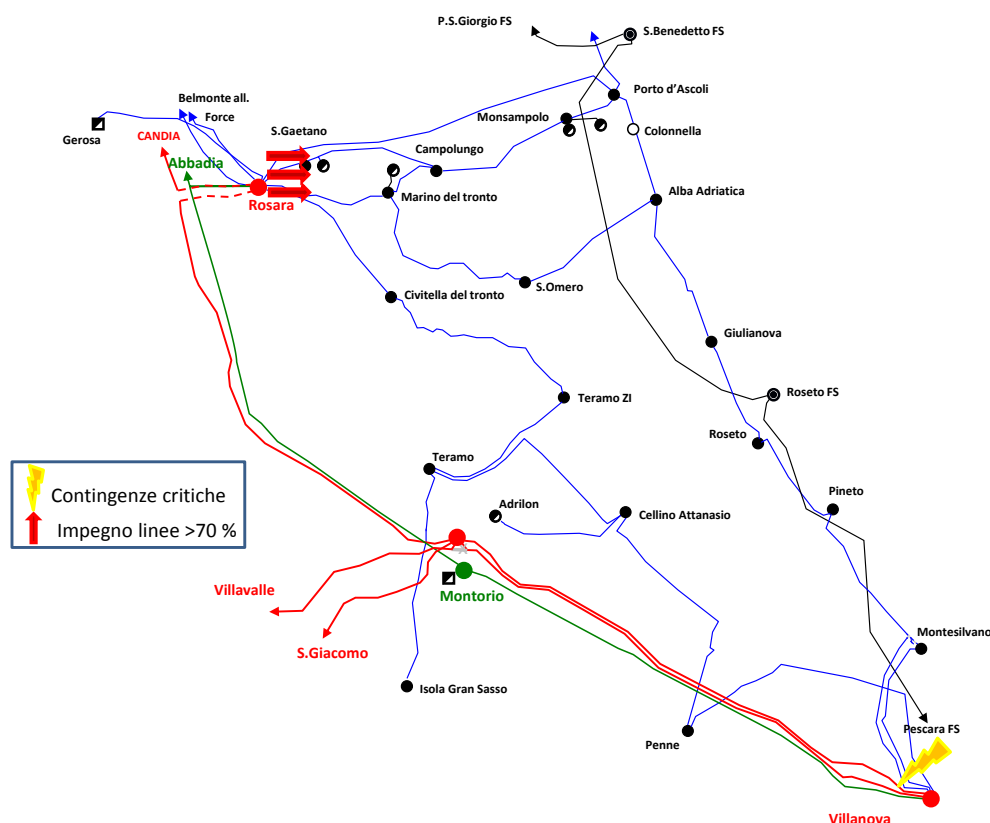 P.S.Giorgio FS
S.Benedetto FS
Belmonte all.
Force
Porto d'Ascoli
Monsampolo
Gerosa
CANDIA
S.Gaetano
Colonnella
Abbadia
Campolungo
Rosara
Marino del tronto
Alba Adriatica
S.Omero
Civitella del tronto
Giulianova
Teramo ZI
Roseto FS
Roseto
Teramo
Contingenze critiche
Impegno linee >70 %
Adrilon
Cellino Attanasio
Pineto
Villavalle
Montorio
S.Giacomo
Montesilvano
Isola Gran Sasso
Penne
Pescara FS
Villanova